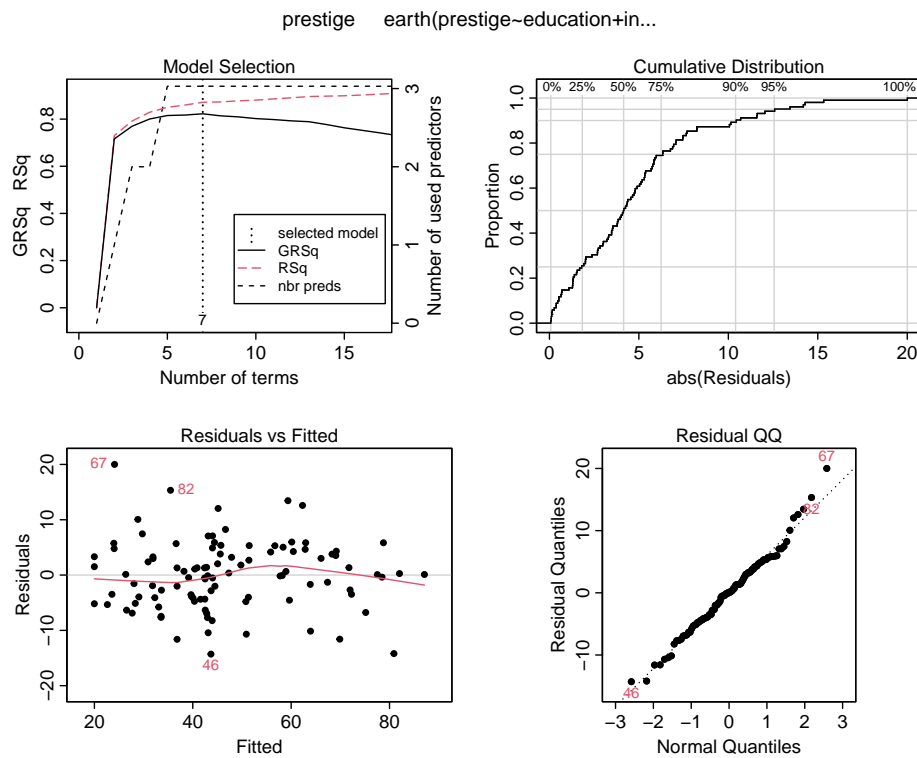 prestige earth(prestige~education+in...
Model Selection
GRSq RSq
0 0.2 0.4 0.6 0.8
Number of used predictors
0 1 2 3
selected model
GRSq
RSq
nbr preds
7
0 5 10 15
Number of terms
Cumulative Distribution
0% 25% 50% 75% 90% 95% 100%
Proportion
0.0 0.2 0.4 0.6 0.8 1.0
0 5 10 15 20
abs(Residuals)
Residuals vs Fitted
Residuals
-20 -10 0 10 20
67
82
46
20 40 60 80
Fitted
Residual QQ
Residual Quantiles
-10 0 10 20
67
82
46
-3 -2 -1 0 1 2 3
Normal Quantiles